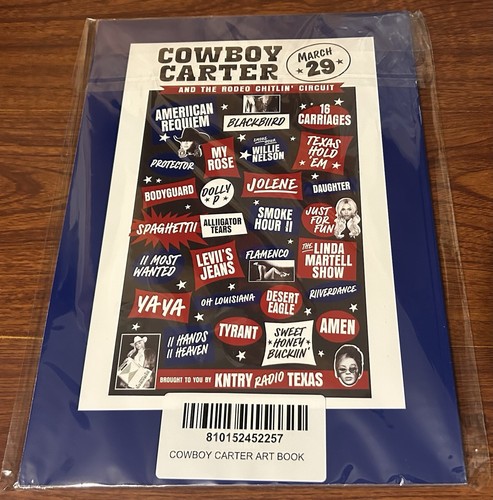 COWBOY
CARTER
MARCH
29
AND THE RODEO CHITLIN' CIRCUIT
AMERIICAN
REQUIEM
BLACKBIIRD
16
CARRIAGES
PROTECTOR
MY
ROSE
SMOKE HOUR
WILLIE
NELSON
TEXAS
HOLD
'EM
BODYGUARD
DOLLY
P
JOLENE
DAUGHTER
SPAGHETTII
ALLIIGATOR
TEARS
SMOKE
HOUR II
JUST
FOR
FUN
II MOST
WANTED
LEVII'S
JEANS
FLAMENCO
THE LINDA
MARTELL
SHOW
YA YA
OH LOUISIANA
DESERT
EAGLE
RIIVERDANCE
II HANDS
II HEAVEN
TYRANT
SWEET
HONEY
BUCKIIN'
AMEN
BROUGHT TO YOU BY KNTRY RADIO TEXAS
810152452257
COWBOY CARTER ART BOOK